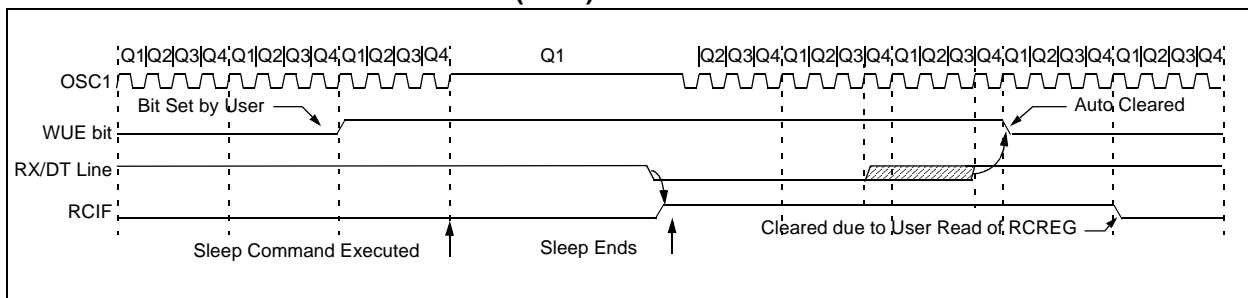 Q1 Q2 Q3 Q4 Q1 Q2 Q3 Q4 Q1 Q2 Q3 Q4 Q1 Q2 Q3 Q4 Q1 Q2 Q3 Q4 Q1 Q2 Q3 Q4 Q1 Q2 Q3 Q4 Q1 Q2 Q3 Q4
OSC1
Bit Set by User
Auto Cleared
WUE bit
RX/DT Line
RCIF
Cleared due to User Read of RCREG
Sleep Command Executed
Sleep Ends